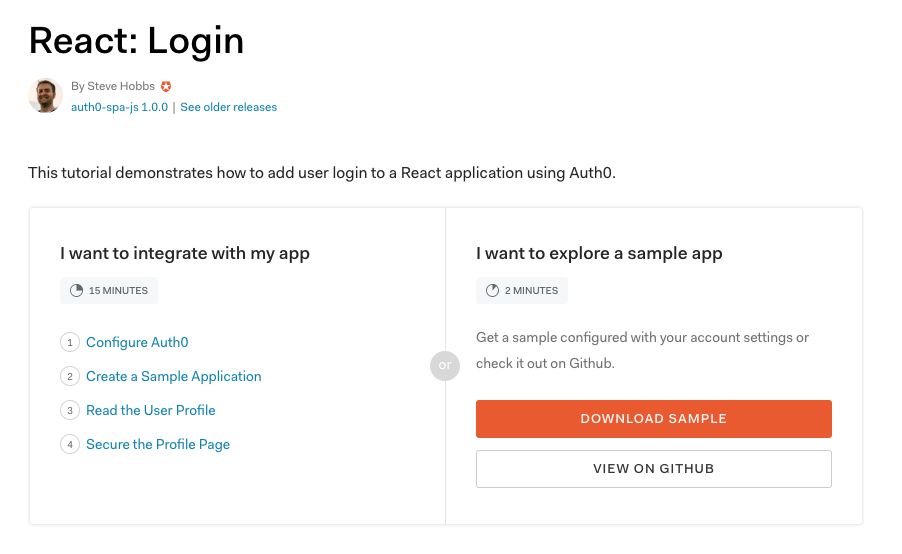 React: Login
By Steve Hobbs
auth0-spa-js 1.0.0 | See older releases
This tutorial demonstrates how to add user login to a React application using Auth0.
I want to integrate with my app
15 MINUTES
1 Configure Auth0
2 Create a Sample Application
3 Read the User Profile
4 Secure the Profile Page
or
I want to explore a sample app
2 MINUTES
Get a sample configured with your account settings or
check it out on Github.
DOWNLOAD SAMPLE
VIEW ON GITHUB